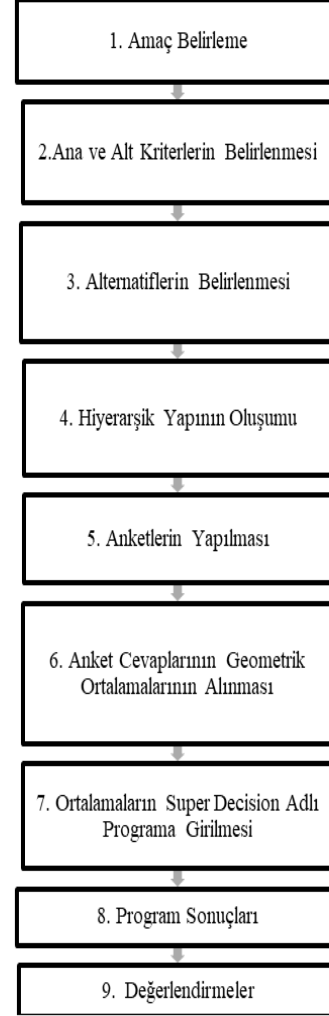 1. Amaç Belirleme
2.Ana ve Alt Kriterlerin Belirlenmesi
3. Alternatiflerin Belirlenmesi
4. Hiyerarşik Yapının Oluşumu
5. Anketlerin Yapılması
6. Anket Cevaplarının Geometrik
Ortalamalarının Alınması
7. Ortalamaların Super Decision Adlı
Programa Girilmesi
8. Program Sonuçları
9. Değerlendirmeler